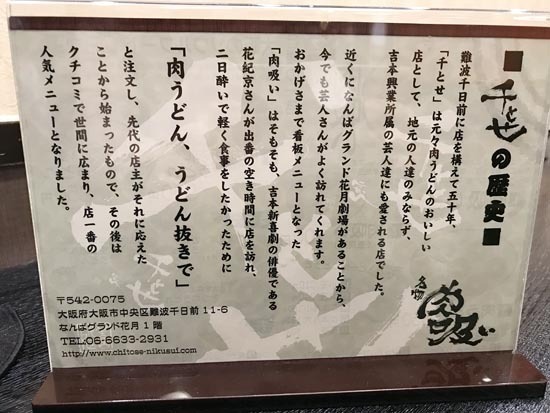 ■千とせの歴史■
難波千日前に店を構えて五十年、
「千とせ」は元々肉うどんのおいしい
店として、地元の人達のみならず、
吉本興業所属の芸人達にも愛される店でした。
近くになんばグランド花月劇場があることから、
今でも芸人さんがよく訪れてくれます。
おかげさまで看板メニューとなった
「肉吸い」はそもそも、吉本新喜劇の俳優である
花紀京さんが出番の空き時間に店を訪れ、
二日酔いで軽く食事をしたかったために
「肉うどん、うどん抜きで」
と注文し、先代の店主がそれに応えた
ことから始まったもので、その後は
クチコミで世間に広まり、店一番の
人気メニューとなりました。
名物
肉吸い
〒542-0075
大阪府大阪市中央区難波千日前 11-6
なんばグランド花月 1 階
TEL.06-6633-2931
http://www.chitose-nikusui.com/
千とせ